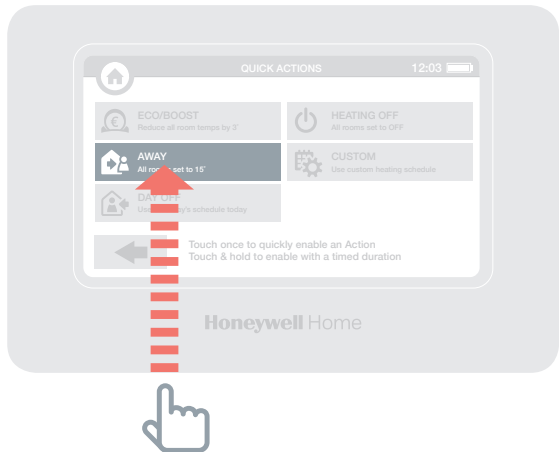 QUICK ACTIONS 12:03
€ ECO/BOOST
Reduce all room temps by 3˚
HEATING OFF
All rooms set to OFF
AWAY
All rooms set to 15˚
CUSTOM
Use custom heating schedule
DAY OFF
schedule today
Touch once to quickly enable an Action
Touch & hold to enable with a timed duration
Honeywell Home